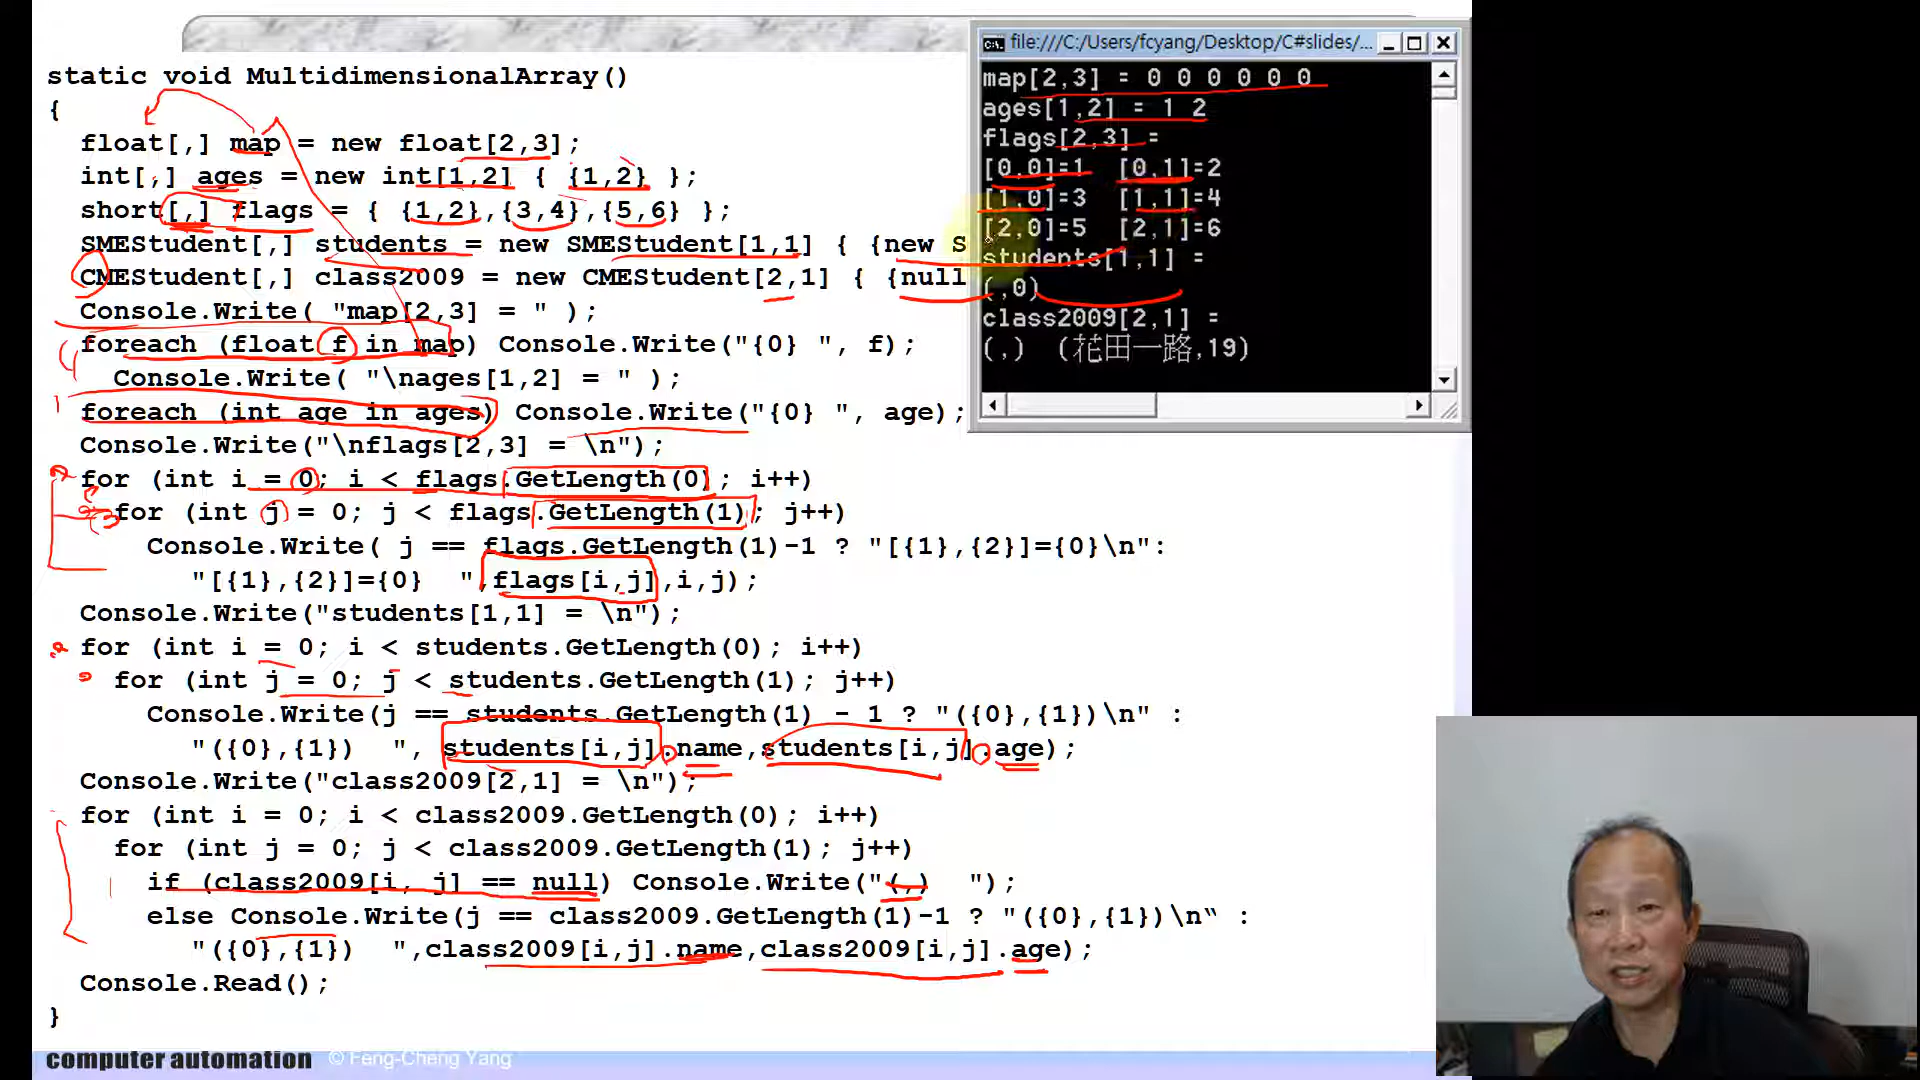 static void MultidimensionalArray()
{
float[,] map = new float[2,3];
int[,] ages = new int[1,2] { {1,2} };
short[,] flags = { {1,2},{3,4},{5,6} };
SMEStudent[,] students = new SMEStudent[1,1] { {new S
CMEStudent[,] class2009 = new CMEStudent[2,1] { {null
Console.Write( "map[2,3] = " );
foreach (float f in map) Console.Write("{0} ", f);
Console.Write( "\nages[1,2] = " );
foreach (int age in ages) Console.Write("{0} ", age);
Console.Write("\nflags[2,3] = \n");
for (int i = 0; i < flags.GetLength(0); i++)
for (int j = 0; j < flags.GetLength(1); j++)
Console.Write( j == flags.GetLength(1)-1 ? "[{1},{2}]={0}\n":
"[{1},{2}]={0}  ",flags[i,j],i,j);
Console.Write("students[1,1] = \n");
for (int i = 0; i < students.GetLength(0); i++)
for (int j = 0; j < students.GetLength(1); j++)
Console.Write(j == students.GetLength(1) - 1 ? "({0},{1})\n" :
"({0},{1})  ", students[i,j].name,students[i,j].age);
Console.Write("class2009[2,1] = \n");
for (int i = 0; i < class2009.GetLength(0); i++)
for (int j = 0; j < class2009.GetLength(1); j++)
if (class2009[i, j] == null) Console.Write("(,)  ");
else Console.Write(j == class2009.GetLength(1)-1 ? "({0},{1})\n“ :
"({0},{1})  ",class2009[i,j].name,class2009[i,j].age);
Console.Read();
}
file:///C:/Users/fcyang/Desktop/C#slides/...
map[2,3] = 0 0 0 0 0 0
ages[1,2] = 1 2
flags[2,3] =
[0,0]=1  [0,1]=2
[1,0]=3  [1,1]=4
[2,0]=5  [2,1]=6
students[1,1] =
(,0)
class2009[2,1] =
(,)  (花田一路,19)
computer automation © Feng-Cheng Yang